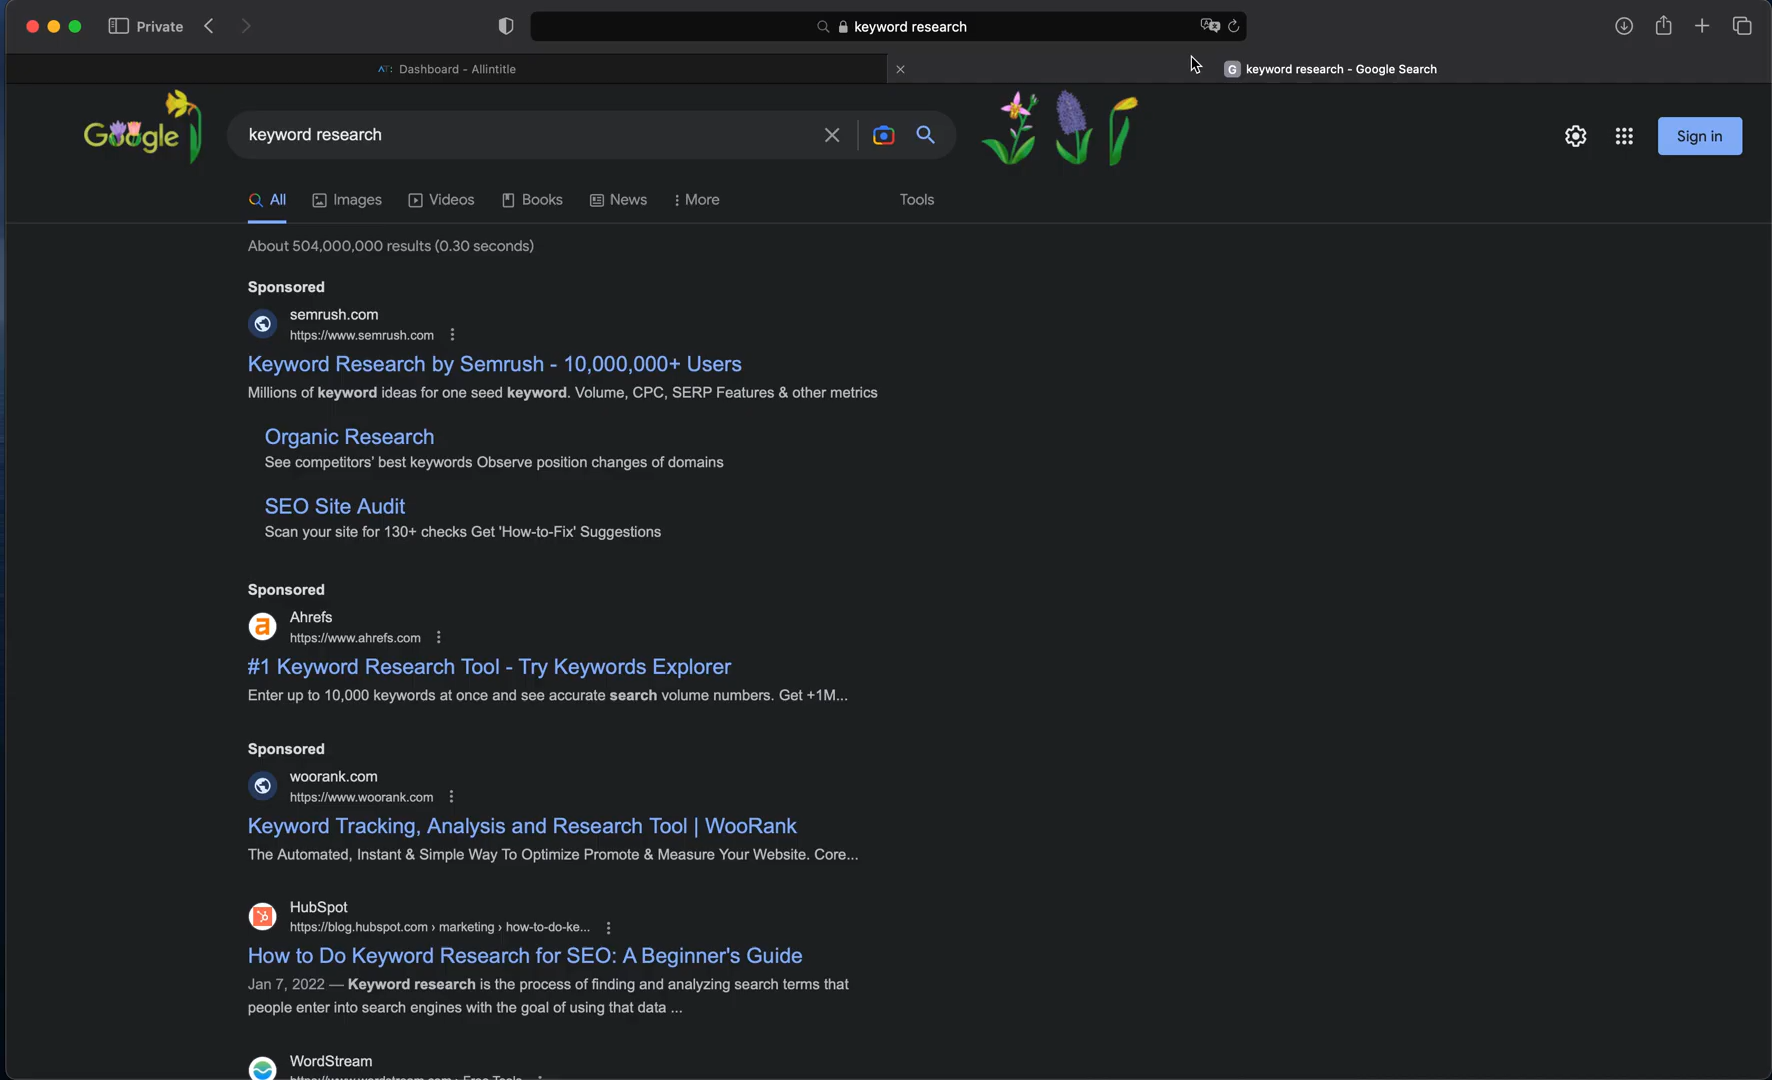 Private
keyword research
Dashboard - Allintitle
G keyword research - Google Search
Google
keyword research
Sign in
All Images Videos Books News More Tools
About 504,000,000 results (0.30 seconds)
Sponsored
semrush.com
https://www.semrush.com
Keyword Research by Semrush - 10,000,000+ Users
Millions of keyword ideas for one seed keyword. Volume, CPC, SERP Features & other metrics
Organic Research
See competitors' best keywords Observe position changes of domains
SEO Site Audit
Scan your site for 130+ checks Get 'How-to-Fix' Suggestions
Sponsored
Ahrefs
https://www.ahrefs.com
#1 Keyword Research Tool - Try Keywords Explorer
Enter up to 10,000 keywords at once and see accurate search volume numbers. Get +1M...
Sponsored
woorank.com
https://www.woorank.com
Keyword Tracking, Analysis and Research Tool | WooRank
The Automated, Instant & Simple Way To Optimize Promote & Measure Your Website. Core...
HubSpot
https://blog.hubspot.com › marketing › how-to-do-ke...
How to Do Keyword Research for SEO: A Beginner's Guide
Jan 7, 2022 — Keyword research is the process of finding and analyzing search terms that
people enter into search engines with the goal of using that data ...
WordStream